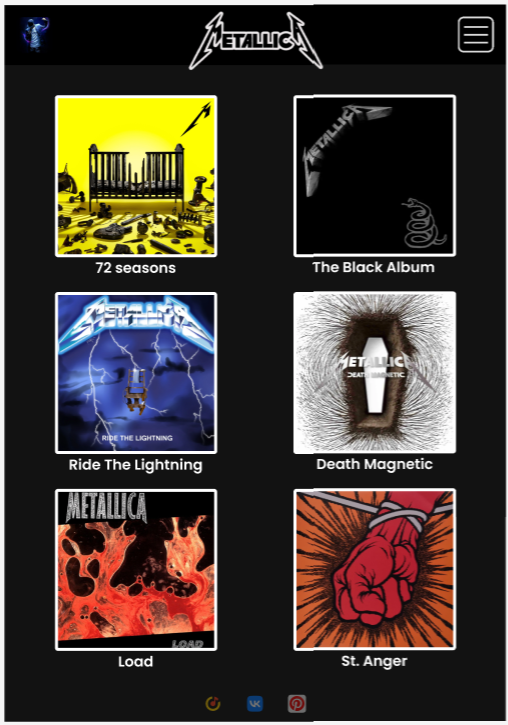 METALLICA
72 seasons
METALLICA
The Black Album
METALLICA
RIDE THE LIGHTNING
Ride The Lightning
METALLICA
DEATH MAGNETIC
Death Magnetic
METALLICA
LOAD
Load
St. Anger